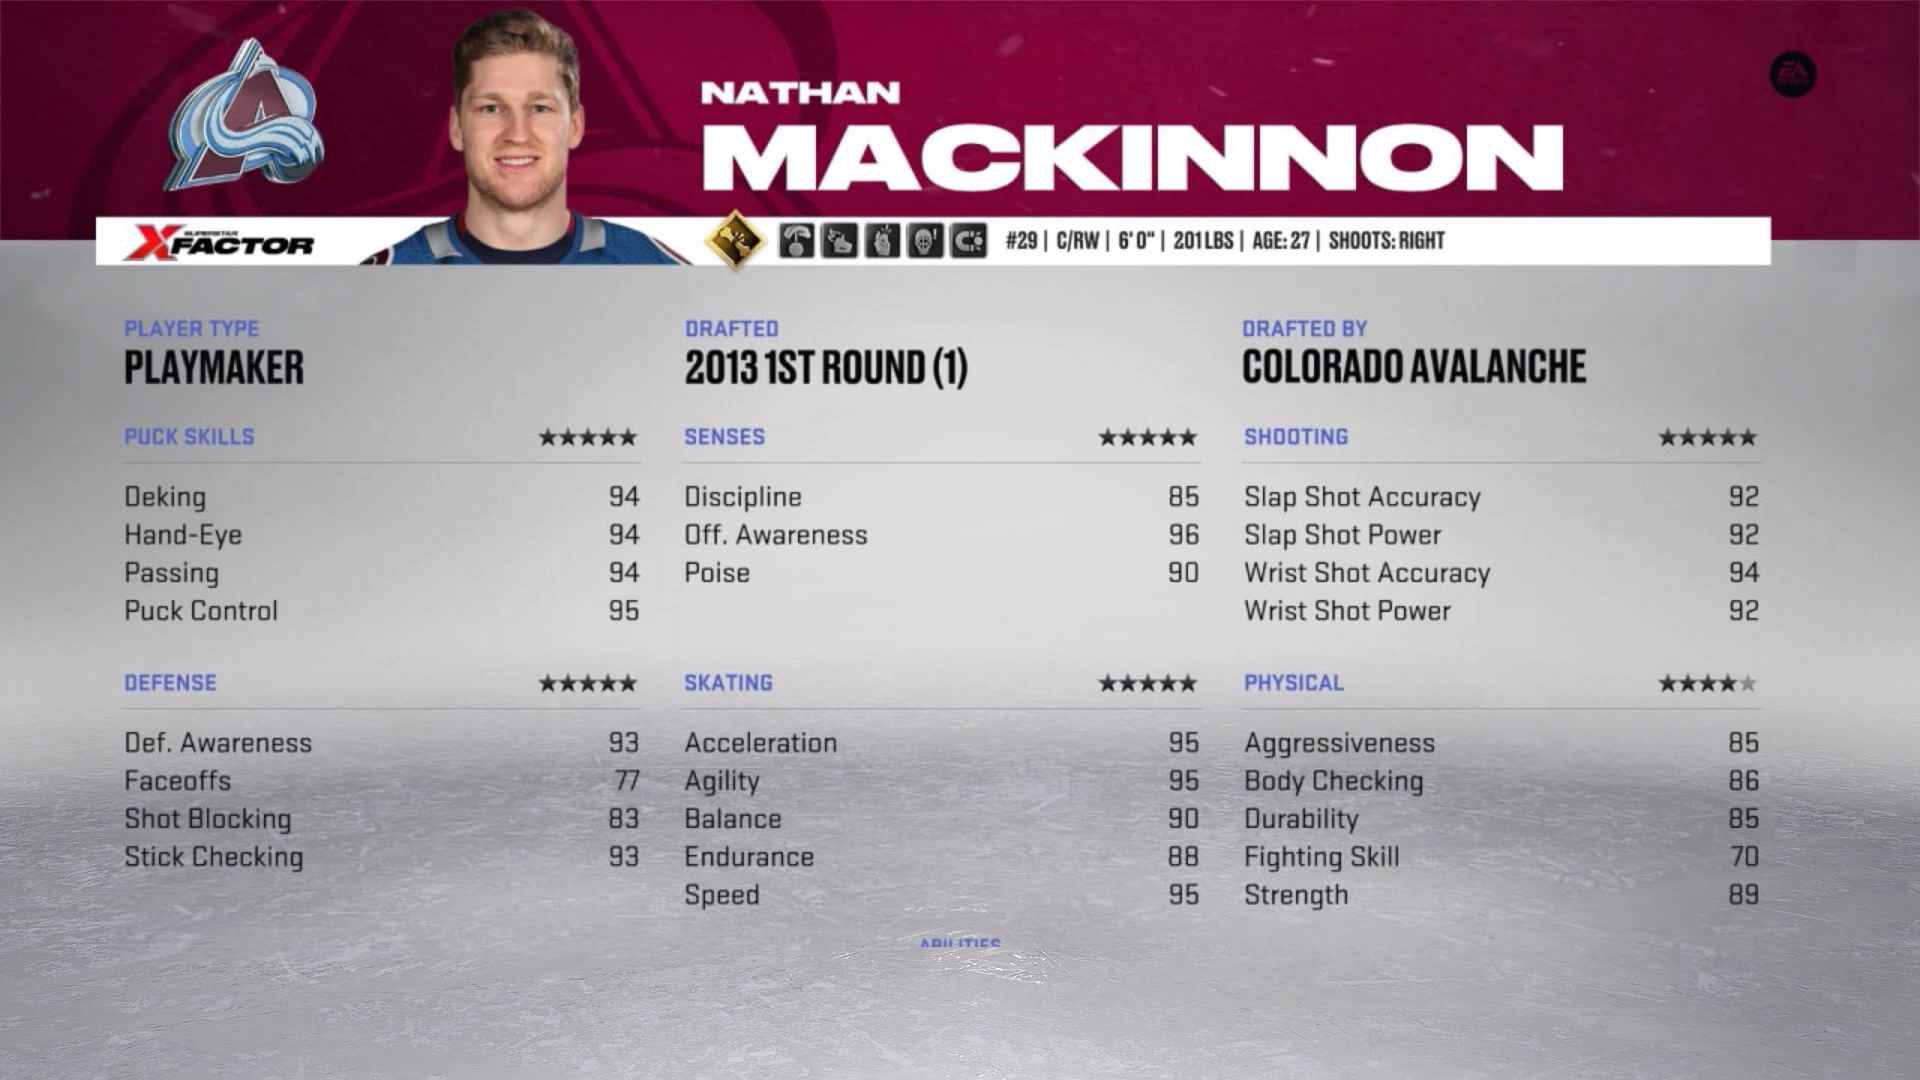 NATHAN
MACKINNON
EA
SPORTS
SUPERSTAR
XFACTOR
#29 | C/RW | 6' 0" | 201 LBS | AGE: 27 | SHOOTS: RIGHT
PLAYER TYPE
PLAYMAKER
DRAFTED
2013 1ST ROUND (1)
DRAFTED BY
COLORADO AVALANCHE
PUCK SKILLS ★★★★★
Deking 94
Hand-Eye 94
Passing 94
Puck Control 95
SENSES ★★★★★
Discipline 85
Off. Awareness 96
Poise 90
SHOOTING ★★★★★
Slap Shot Accuracy 92
Slap Shot Power 92
Wrist Shot Accuracy 94
Wrist Shot Power 92
DEFENSE ★★★★★
Def. Awareness 93
Faceoffs 77
Shot Blocking 83
Stick Checking 93
SKATING ★★★★★
Acceleration 95
Agility 95
Balance 90
Endurance 88
Speed 95
PHYSICAL ★★★★★
Aggressiveness 85
Body Checking 86
Durability 85
Fighting Skill 70
Strength 89
ABILITIES